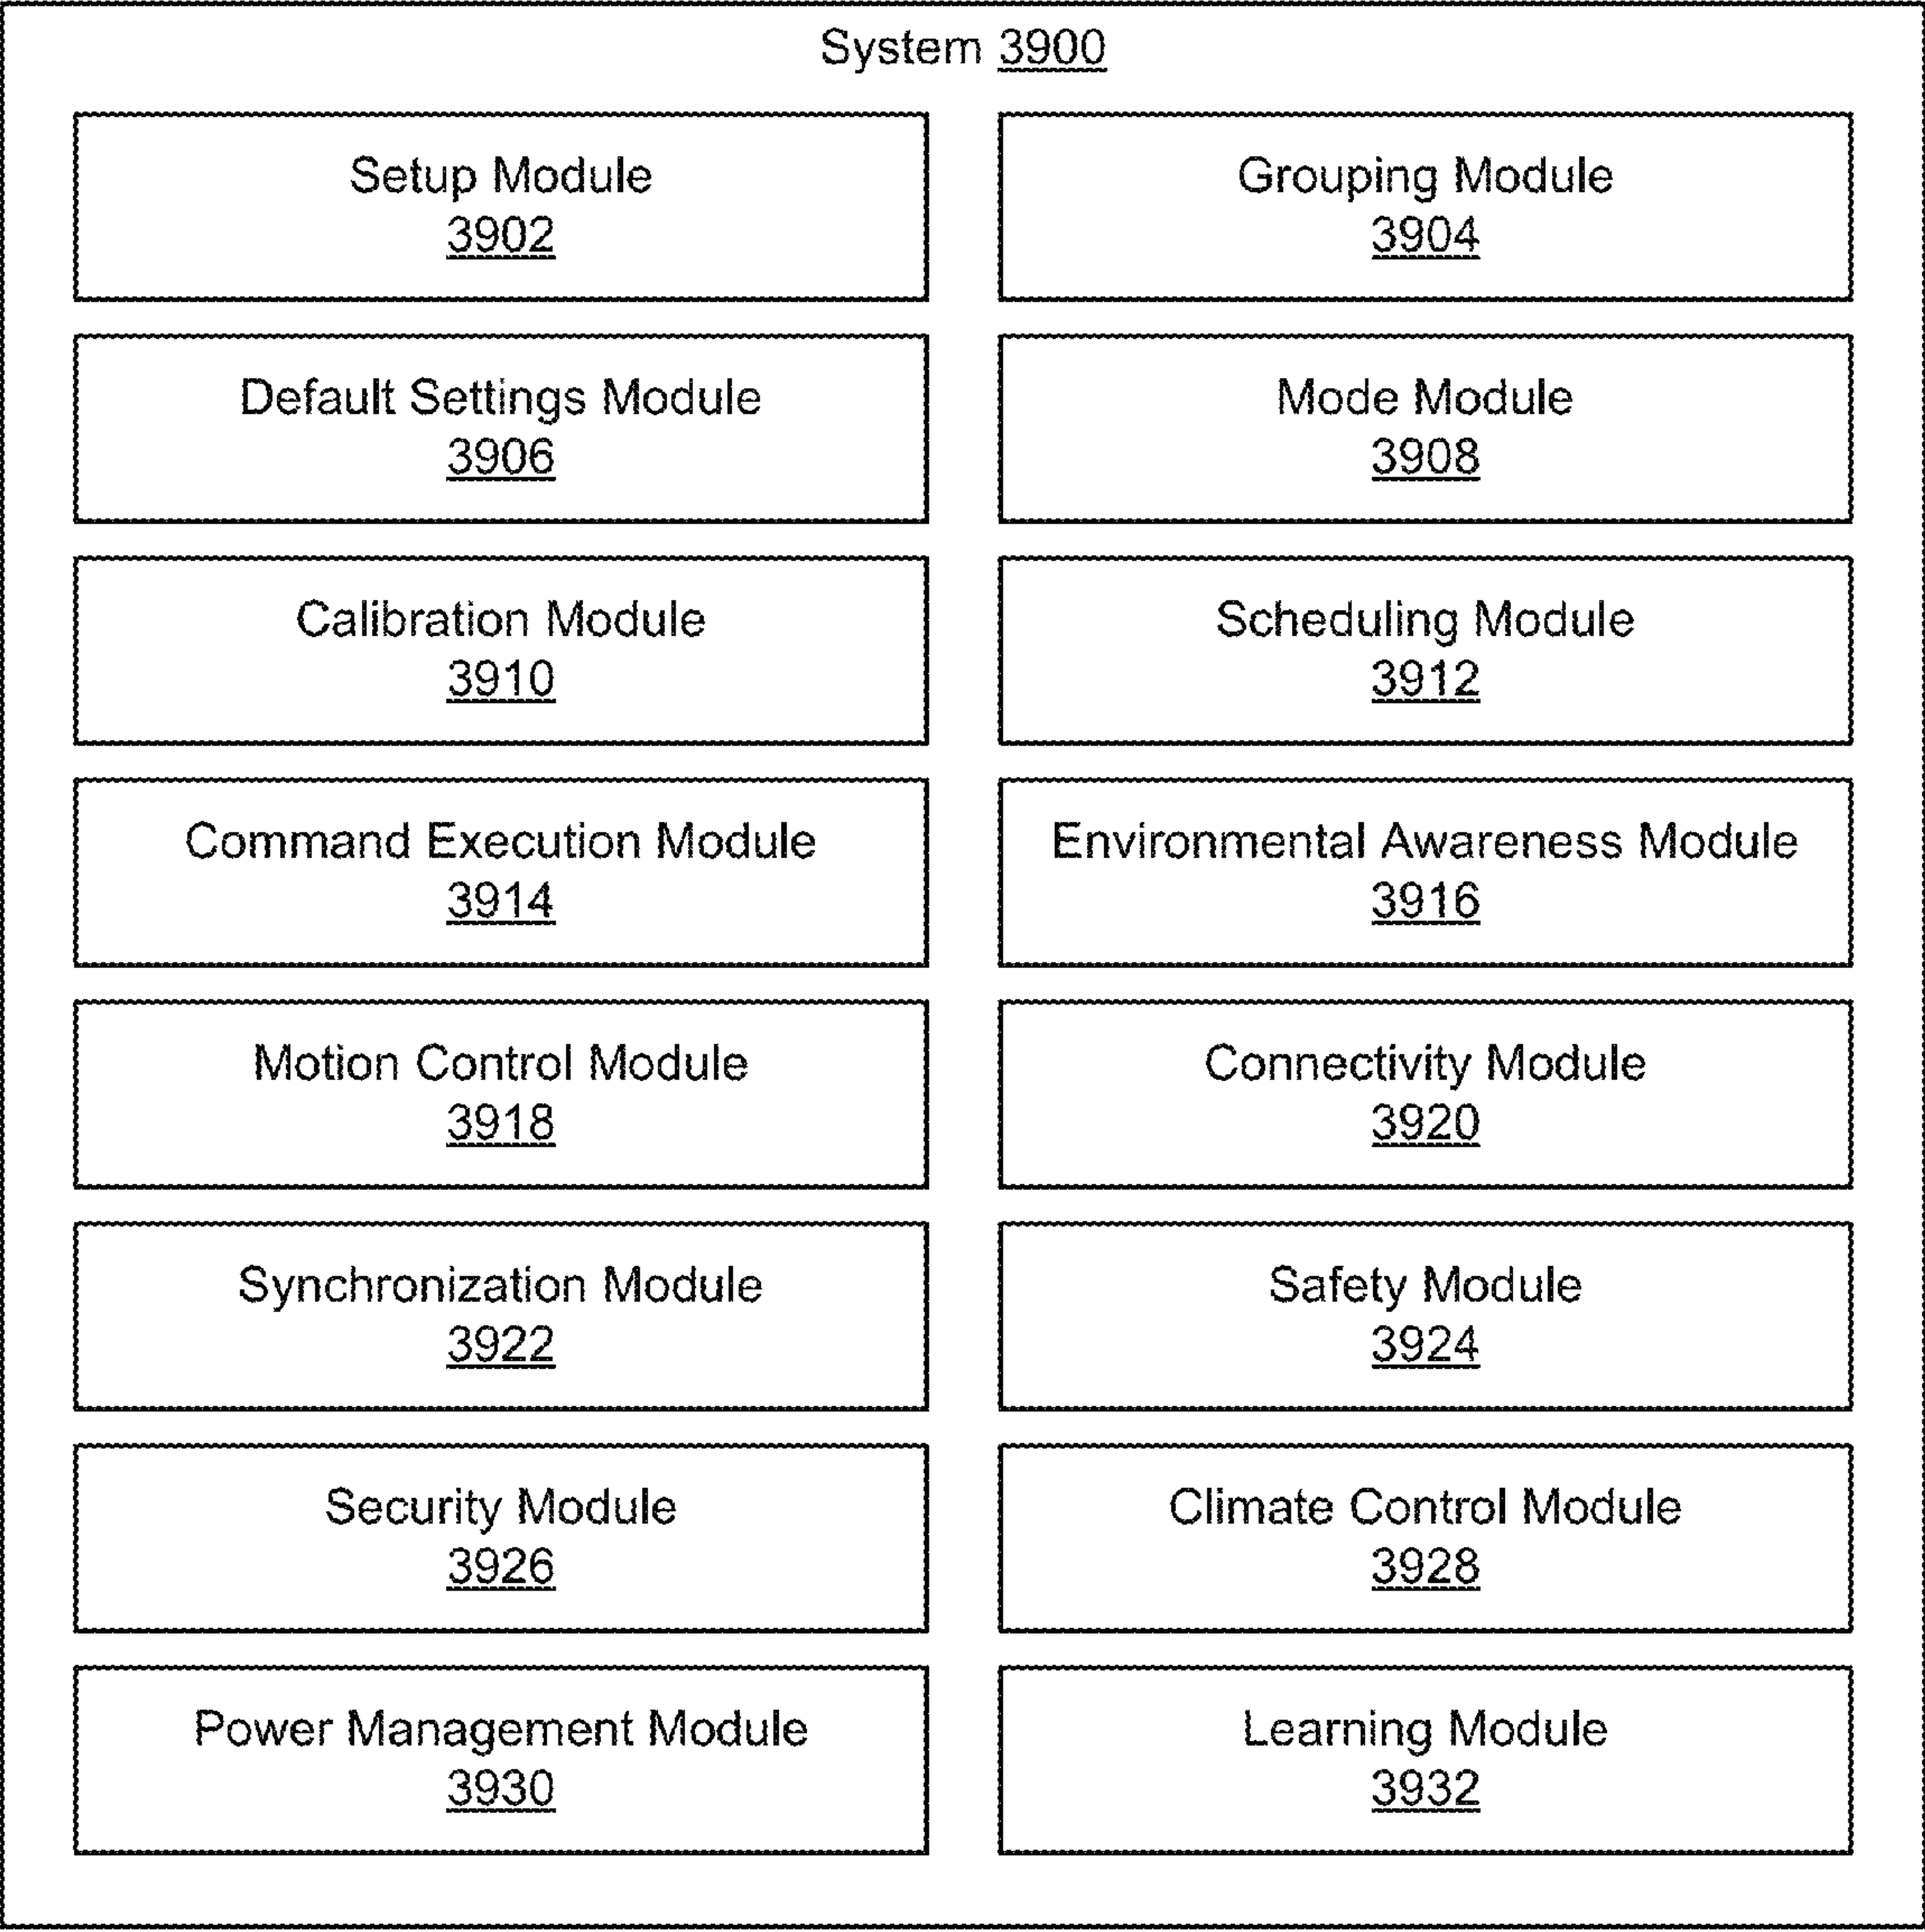 System 3900
Setup Module
3902
Grouping Module
3904
Default Settings Module
3906
Mode Module
3908
Calibration Module
3910
Scheduling Module
3912
Command Execution Module
3914
Environmental Awareness Module
3916
Motion Control Module
3918
Connectivity Module
3920
Synchronization Module
3922
Safety Module
3924
Security Module
3926
Climate Control Module
3928
Power Management Module
3930
Learning Module
3932